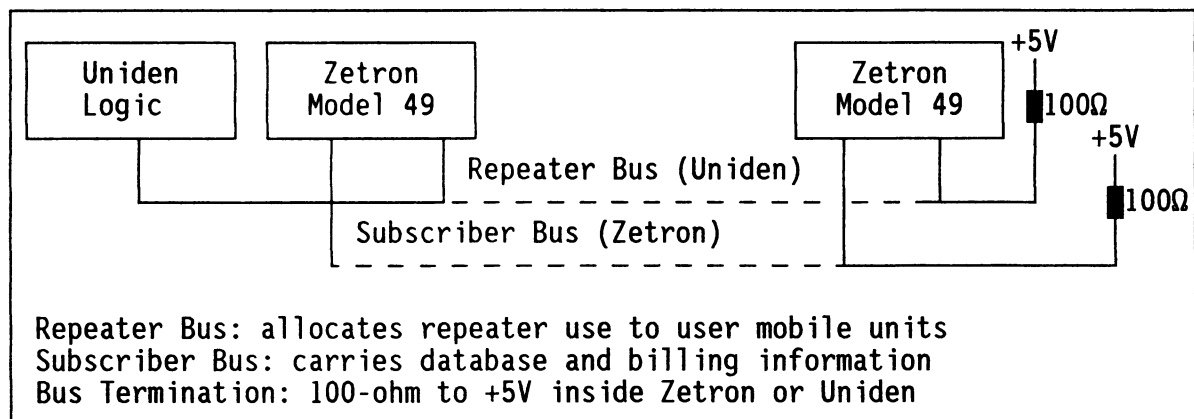 Uniden
Logic
Zetron
Model 49
Zetron
Model 49
+5V
100Ω
+5V
100Ω
Repeater Bus (Uniden)
Subscriber Bus (Zetron)
Repeater Bus: allocates repeater use to user mobile units
Subscriber Bus: carries database and billing information
Bus Termination: 100-ohm to +5V inside Zetron or Uniden